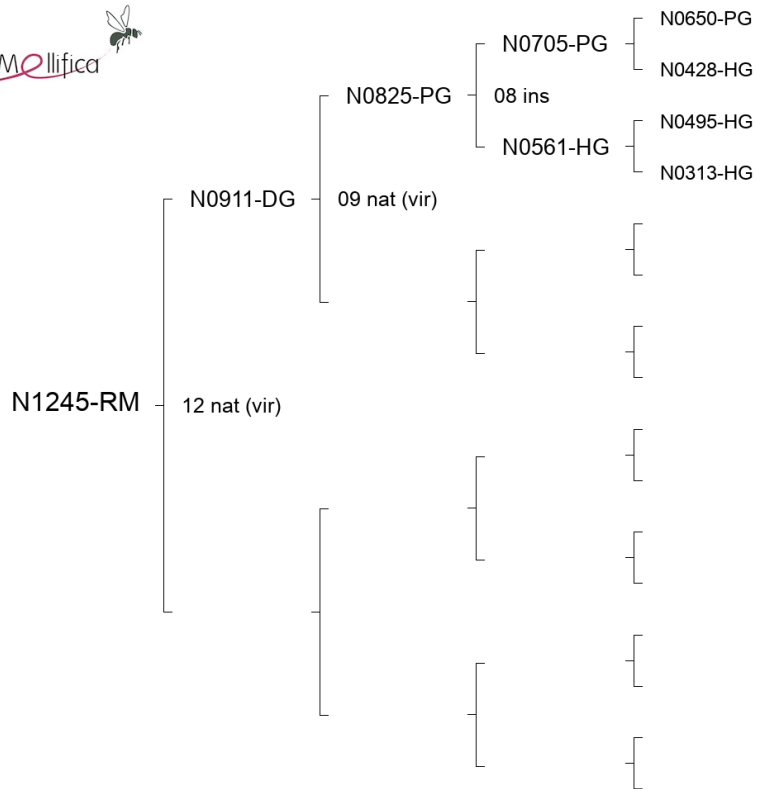 Mellifica
N0650-PG
N0705-PG
N0428-HG
N0825-PG
08 ins
N0495-HG
N0561-HG
N0313-HG
N0911-DG
09 nat (vir)
N1245-RM
12 nat (vir)